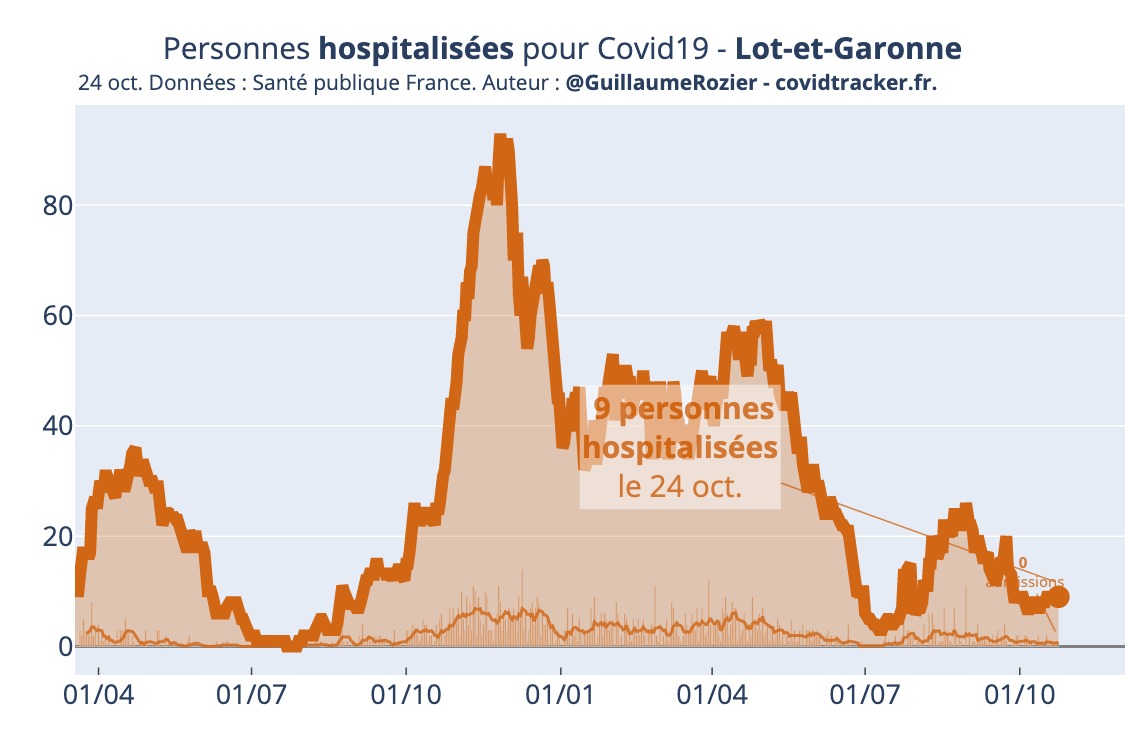 Personnes hospitalisées pour Covid19 - Lot-et-Garonne
24 oct. Données : Santé publique France. Auteur : @GuillaumeRozier - covidtracker.fr.
80
60
40
20
0
9 personnes
hospitalisées
le 24 oct.
0
admissions
01/04
01/07
01/10
01/01
01/04
01/07
01/10